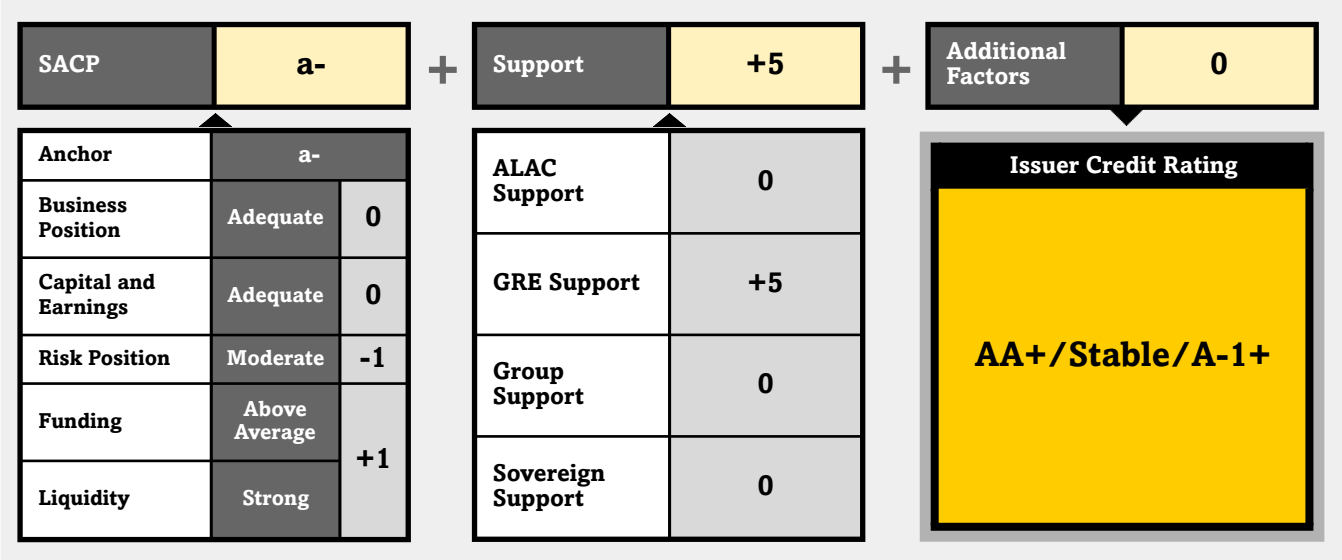 SACP
a-
+
Support
+5
+
Additional
Factors
0
Anchor
a-
Business
Position
Adequate
0
Capital and
Earnings
Adequate
0
Risk Position
Moderate
-1
Funding
Above
Average
+1
Liquidity
Strong
ALAC
Support
0
GRE Support
+5
Group
Support
0
Sovereign
Support
0
Issuer Credit Rating
AA+/Stable/A-1+